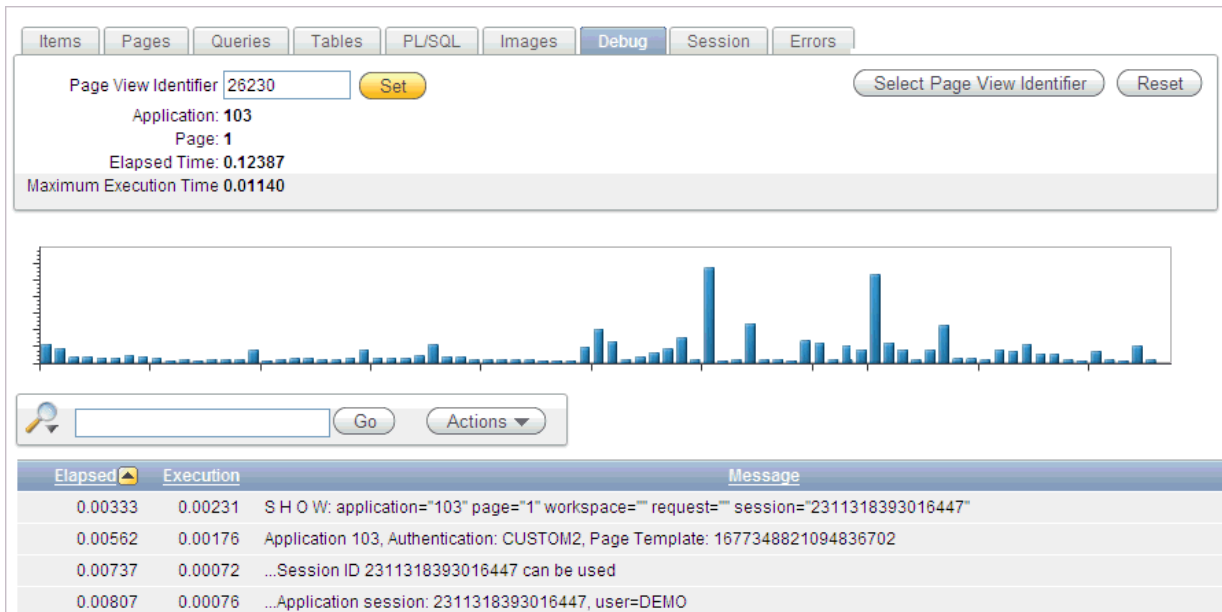 Items Pages Queries Tables PL/SQL Images Debug Session Errors
Page View Identifier 26230 Set Select Page View Identifier Reset
Application: 103
Page: 1
Elapsed Time: 0.12387
Maximum Execution Time 0.01140
Go Actions
Elapsed Execution Message
0.00333 0.00231 S H O W: application="103" page="1" workspace="" request="" session="2311318393016447"
0.00562 0.00176 Application 103, Authentication: CUSTOM2, Page Template: 1677348821094836702
0.00737 0.00072 ...Session ID 2311318393016447 can be used
0.00807 0.00076 ...Application session: 2311318393016447, user=DEMO